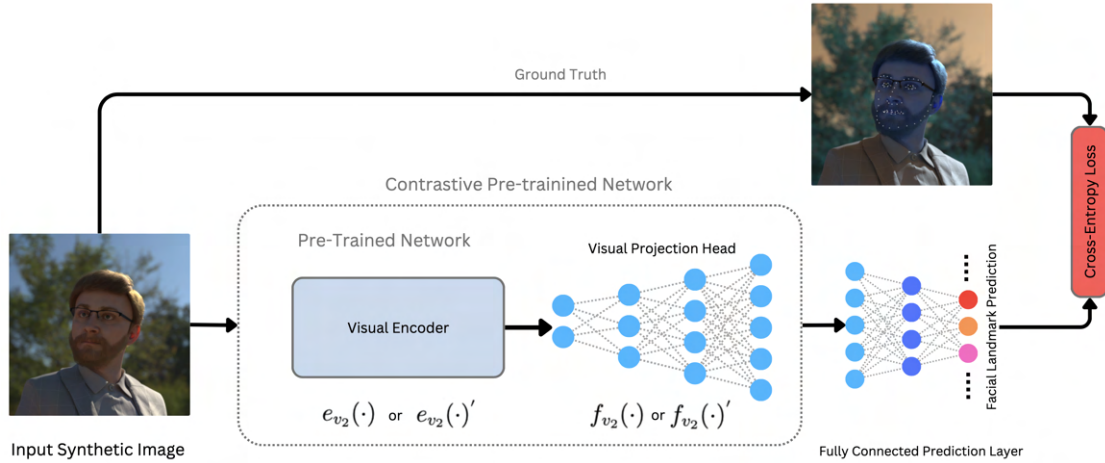 Ground Truth
Contrastive Pre-trainined Network
Pre-Trained Network
Visual Projection Head
Visual Encoder
Cross-Entropy Loss
Facial Landmark Prediction
e_{v_2}(·) or e_{v_2}(·)′
f_{v_2}(·) or f_{v_2}(·)′
Input Synthetic Image
Fully Connected Prediction Layer